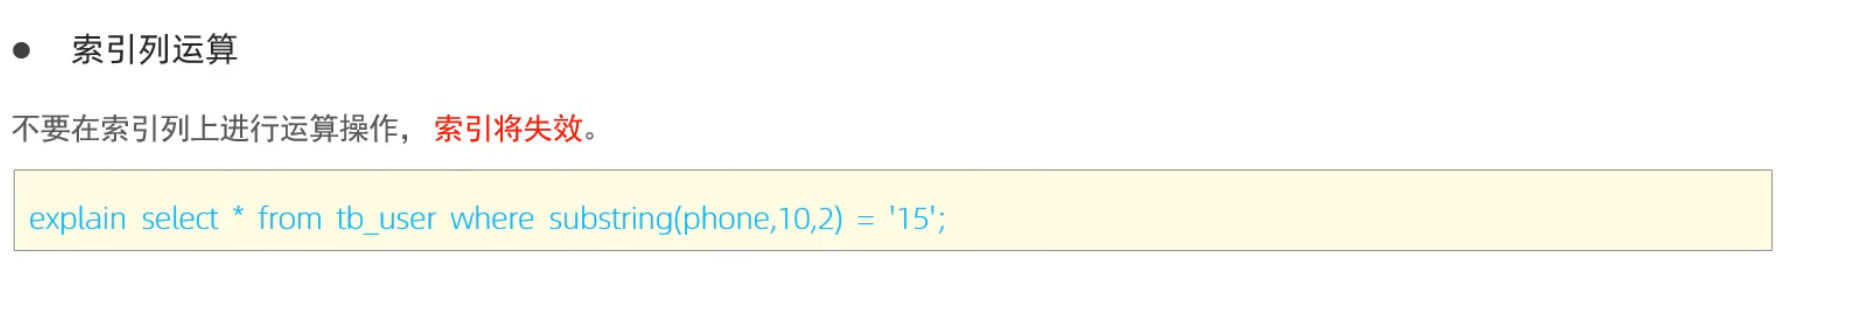 索引列运算
不要在索引列上进行运算操作， 索引将失效。
explain select * from tb_user where substring(phone,10,2) = '15';